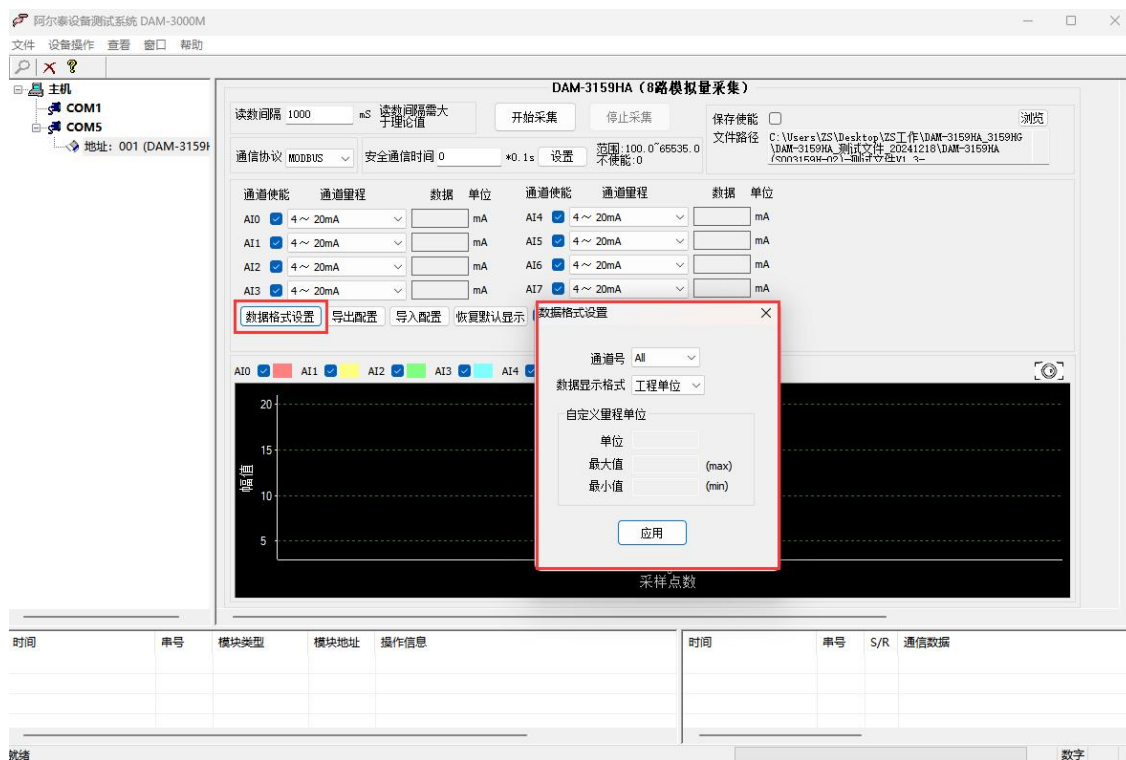 阿尔泰设备测试系统 DAM-3000M
文件 设备操作 查看 窗口 帮助
主机
COM1
COM5
地址：001 (DAM-3159H
DAM-3159HA（8路模拟量采集）
读数间隔 1000 mS 读数间隔需大于理论值 开始采集 停止采集
保存使能 浏览
文件路径 C:\Users\ZS\Desktop\ZS工作\DAM-3159HA_3159HG
\DAM-3159HA_测试文件_20241218\DAM-3159HA
(S003159H-02)-测试文件V1.3-
通信协议 MODBUS 安全通信时间 0 *0.1s 设置 范围:100.0~65535.0 不使能:0
通道使能 通道量程 数据 单位 通道使能 通道量程 数据 单位
AI0 4～ 20mA mA AI4 4～ 20mA mA
AI1 4～ 20mA mA AI5 4～ 20mA mA
AI2 4～ 20mA mA AI6 4～ 20mA mA
AI3 4～ 20mA mA AI7 4～ 20mA mA
数据格式设置 导出配置 导入配置 恢复默认显示
数据格式设置
通道号 All
数据显示格式 工程单位
自定义量程单位
单位
最大值 (max)
最小值 (min)
应用
AI0 AI1 AI2 AI3 AI4
20
15
10
5
幅值
采样点数
时间 串号 模块类型 模块地址 操作信息
时间 串号 S/R 通信数据
就绪 数字